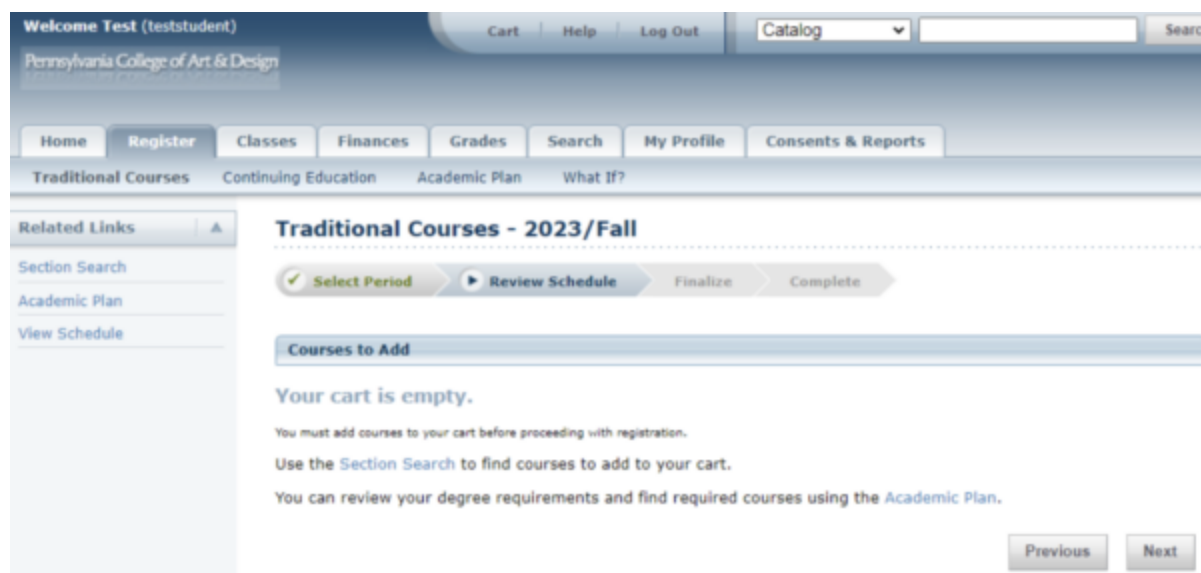 Welcome Test (teststudent)
Cart Help Log Out Catalog Searc
Pennsylvania College of Art & Design
Home Register Classes Finances Grades Search My Profile Consents & Reports
Traditional Courses Continuing Education Academic Plan What If?
Related Links
Section Search
Academic Plan
View Schedule
Traditional Courses - 2023/Fall
Select Period Review Schedule Finalize Complete
Courses to Add
Your cart is empty.
You must add courses to your cart before proceeding with registration.
Use the Section Search to find courses to add to your cart.
You can review your degree requirements and find required courses using the Academic Plan.
Previous Next